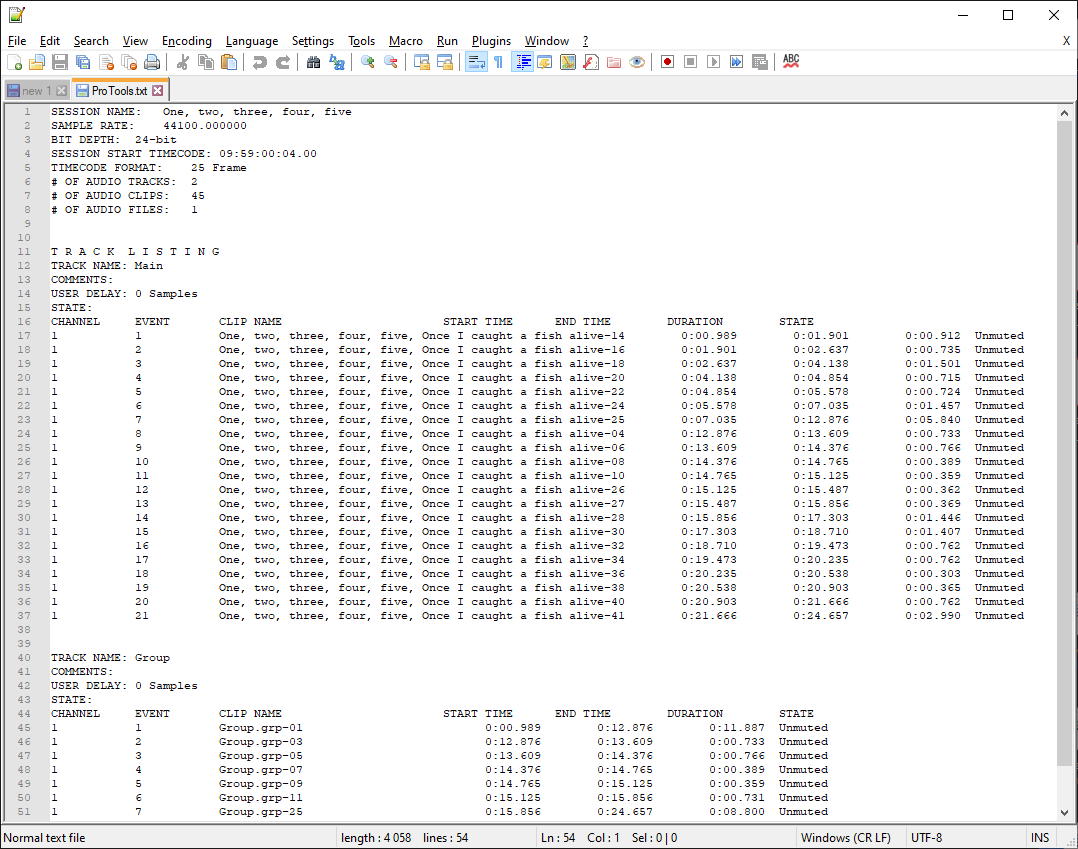 File Edit Search View Encoding Language Settings Tools Macro Run Plugins Window ? X
ABC
new 1 ProTools.txt
1 SESSION NAME: One, two, three, four, five
2 SAMPLE RATE: 44100.000000
3 BIT DEPTH: 24-bit
4 SESSION START TIMECODE: 09:59:00:04.00
5 TIMECODE FORMAT: 25 Frame
6 # OF AUDIO TRACKS: 2
7 # OF AUDIO CLIPS: 45
8 # OF AUDIO FILES: 1
9
10
11 T R A C K  L I S T I N G
12 TRACK NAME: Main
13 COMMENTS:
14 USER DELAY: 0 Samples
15 STATE:
16 CHANNEL EVENT CLIP NAME START TIME END TIME DURATION STATE
17 1 1 One, two, three, four, five, Once I caught a fish alive-14 0:00.989 0:01.901 0:00.912 Unmuted
18 1 2 One, two, three, four, five, Once I caught a fish alive-16 0:01.901 0:02.637 0:00.735 Unmuted
19 1 3 One, two, three, four, five, Once I caught a fish alive-18 0:02.637 0:04.138 0:01.501 Unmuted
20 1 4 One, two, three, four, five, Once I caught a fish alive-20 0:04.138 0:04.854 0:00.715 Unmuted
21 1 5 One, two, three, four, five, Once I caught a fish alive-22 0:04.854 0:05.578 0:00.724 Unmuted
22 1 6 One, two, three, four, five, Once I caught a fish alive-24 0:05.578 0:07.035 0:01.457 Unmuted
23 1 7 One, two, three, four, five, Once I caught a fish alive-25 0:07.035 0:12.876 0:05.840 Unmuted
24 1 8 One, two, three, four, five, Once I caught a fish alive-04 0:12.876 0:13.609 0:00.733 Unmuted
25 1 9 One, two, three, four, five, Once I caught a fish alive-06 0:13.609 0:14.376 0:00.766 Unmuted
26 1 10 One, two, three, four, five, Once I caught a fish alive-08 0:14.376 0:14.765 0:00.389 Unmuted
27 1 11 One, two, three, four, five, Once I caught a fish alive-10 0:14.765 0:15.125 0:00.359 Unmuted
28 1 12 One, two, three, four, five, Once I caught a fish alive-26 0:15.125 0:15.487 0:00.362 Unmuted
29 1 13 One, two, three, four, five, Once I caught a fish alive-27 0:15.487 0:15.856 0:00.369 Unmuted
30 1 14 One, two, three, four, five, Once I caught a fish alive-28 0:15.856 0:17.303 0:01.446 Unmuted
31 1 15 One, two, three, four, five, Once I caught a fish alive-30 0:17.303 0:18.710 0:01.407 Unmuted
32 1 16 One, two, three, four, five, Once I caught a fish alive-32 0:18.710 0:19.473 0:00.762 Unmuted
33 1 17 One, two, three, four, five, Once I caught a fish alive-34 0:19.473 0:20.235 0:00.762 Unmuted
34 1 18 One, two, three, four, five, Once I caught a fish alive-36 0:20.235 0:20.538 0:00.303 Unmuted
35 1 19 One, two, three, four, five, Once I caught a fish alive-38 0:20.538 0:20.903 0:00.365 Unmuted
36 1 20 One, two, three, four, five, Once I caught a fish alive-40 0:20.903 0:21.666 0:00.762 Unmuted
37 1 21 One, two, three, four, five, Once I caught a fish alive-41 0:21.666 0:24.657 0:02.990 Unmuted
38
39
40 TRACK NAME: Group
41 COMMENTS:
42 USER DELAY: 0 Samples
43 STATE:
44 CHANNEL EVENT CLIP NAME START TIME END TIME DURATION STATE
45 1 1 Group.grp-01 0:00.989 0:12.876 0:11.887 Unmuted
46 1 2 Group.grp-03 0:12.876 0:13.609 0:00.733 Unmuted
47 1 3 Group.grp-05 0:13.609 0:14.376 0:00.766 Unmuted
48 1 4 Group.grp-07 0:14.376 0:14.765 0:00.389 Unmuted
49 1 5 Group.grp-09 0:14.765 0:15.125 0:00.359 Unmuted
50 1 6 Group.grp-11 0:15.125 0:15.856 0:00.731 Unmuted
51 1 7 Group.grp-25 0:15.856 0:24.657 0:08.800 Unmuted
Normal text file length : 4 058 lines : 54 Ln : 54 Col : 1 Sel : 0 | 0 Windows (CR LF) UTF-8 INS